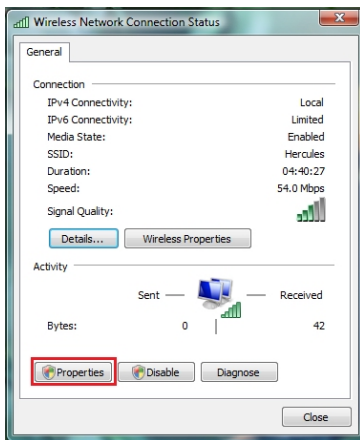 Wireless Network Connection Status
General
Connection
IPv4 Connectivity: Local
IPv6 Connectivity: Limited
Media State: Enabled
SSID: Hercules
Duration: 04:40:27
Speed: 54.0 Mbps
Signal Quality:
Details... Wireless Properties
Activity
Sent Received
Bytes: 0 42
Properties Disable Diagnose
Close